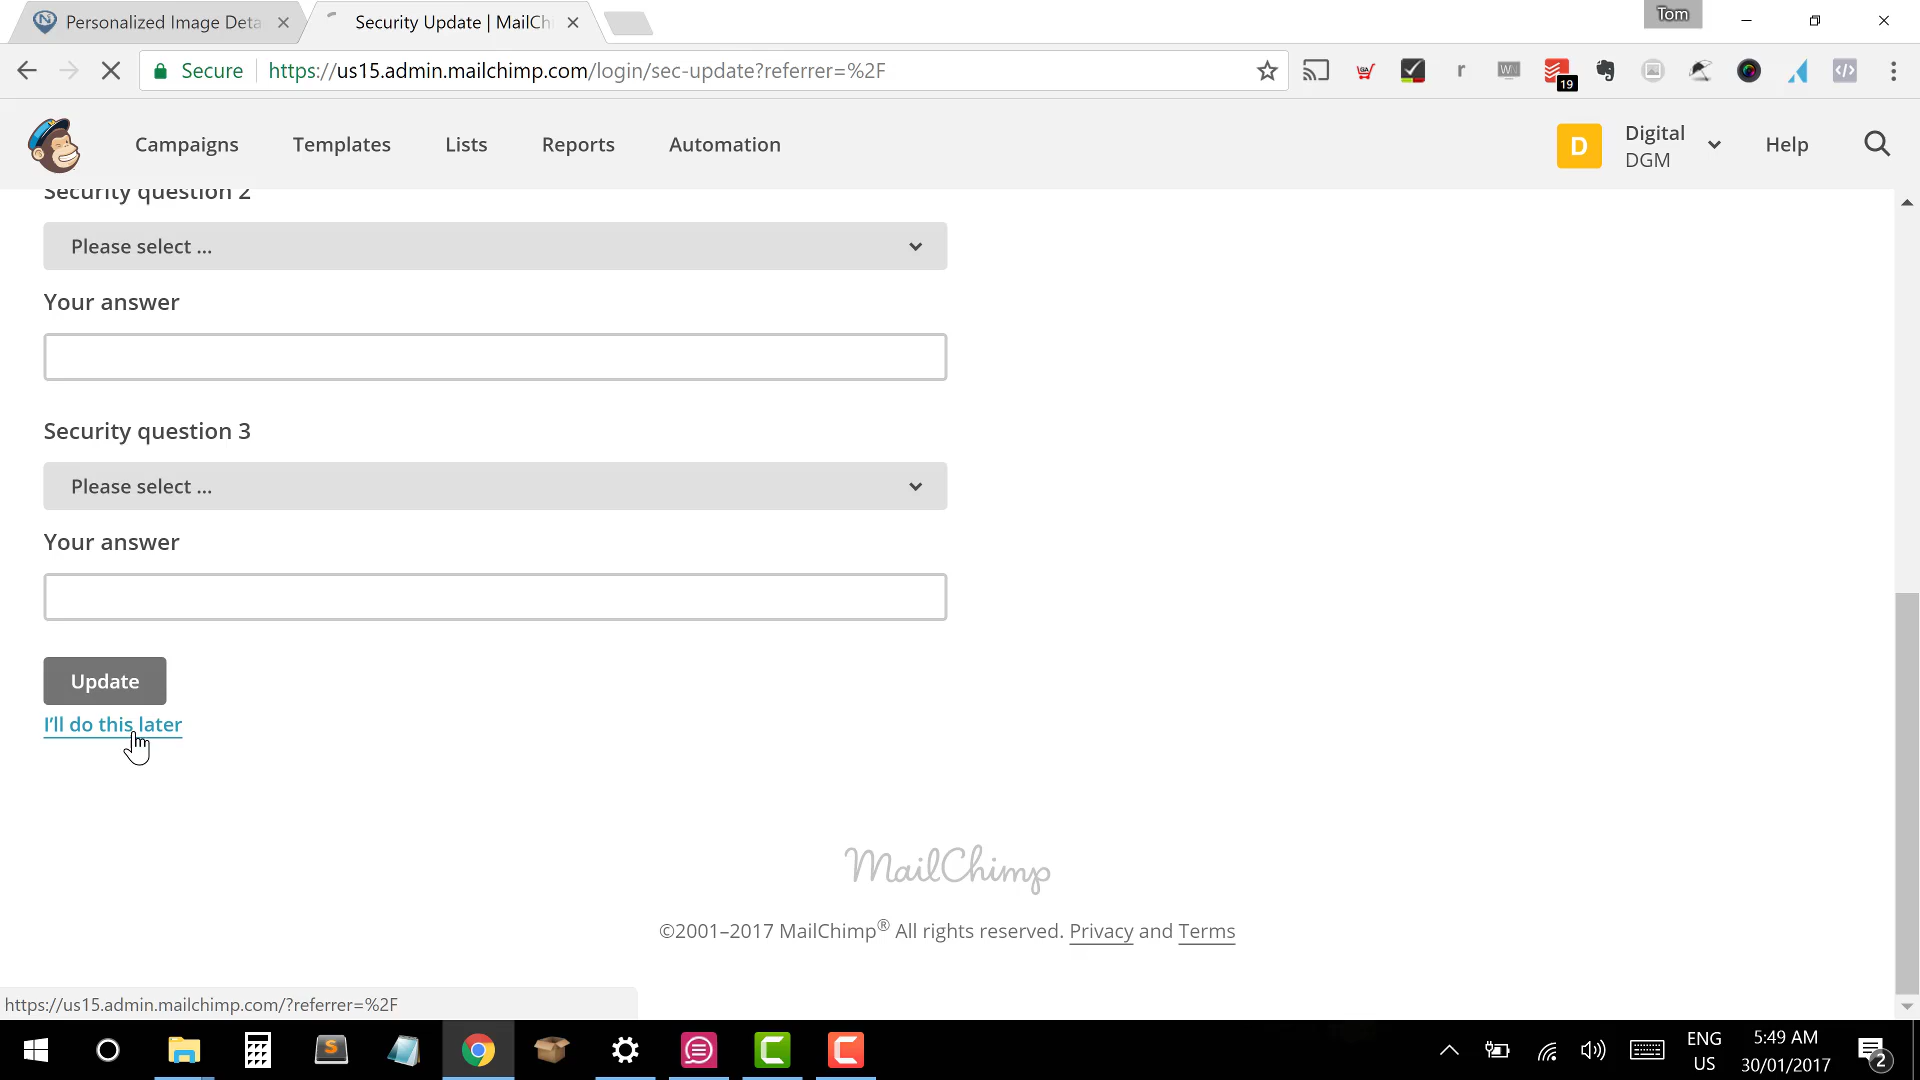 Personalized Image Deta
Security Update | MailCh
Tom
Secure
https://us15.admin.mailchimp.com/login/sec-update?referrer=%2F
r
WN
19
Campaigns
Templates
Lists
Reports
Automation
D
Digital
DGM
Help
Security question 2
Please select ...
Your answer
Security question 3
Please select ...
Your answer
Update
I'll do this later
MailChimp
©2001–2017 MailChimp® All rights reserved. Privacy and Terms
https://us15.admin.mailchimp.com/?referrer=%2F
S
ENG
US
5:49 AM
30/01/2017
2